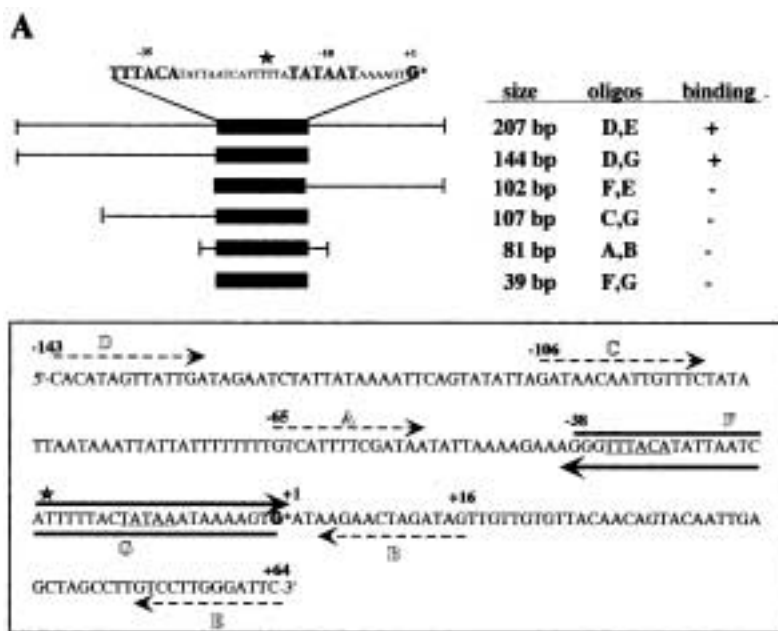 A
-35 ★ -10 +1
TTTACATATTAATCATTTTTATATAATAAAAGTG*
size oligos binding
207 bp D,E +
144 bp D,G +
102 bp F,E -
107 bp C,G -
81 bp A,B -
39 bp F,G -
-143 D -106 C
5'-CACATAGTTATTGATAGAATCTATTATAAAATTCAGTATATTAGATAACAATTGTTTCTATA
-65 A -38 F
TTAATAAATTATTATTTTTTTTGTCATTTTCGATAATATTAAAAGAAAGGGTTTACATATTAATC
★ +1 +16
ATTTTTACTATAAATAAAAGTG*ATAAGAACTAGATAGTTGTTGTGTTACAACAGTACAATTGA
G B
+64
GCTAGCCTTGTCCTTGGGATTC-3'
E